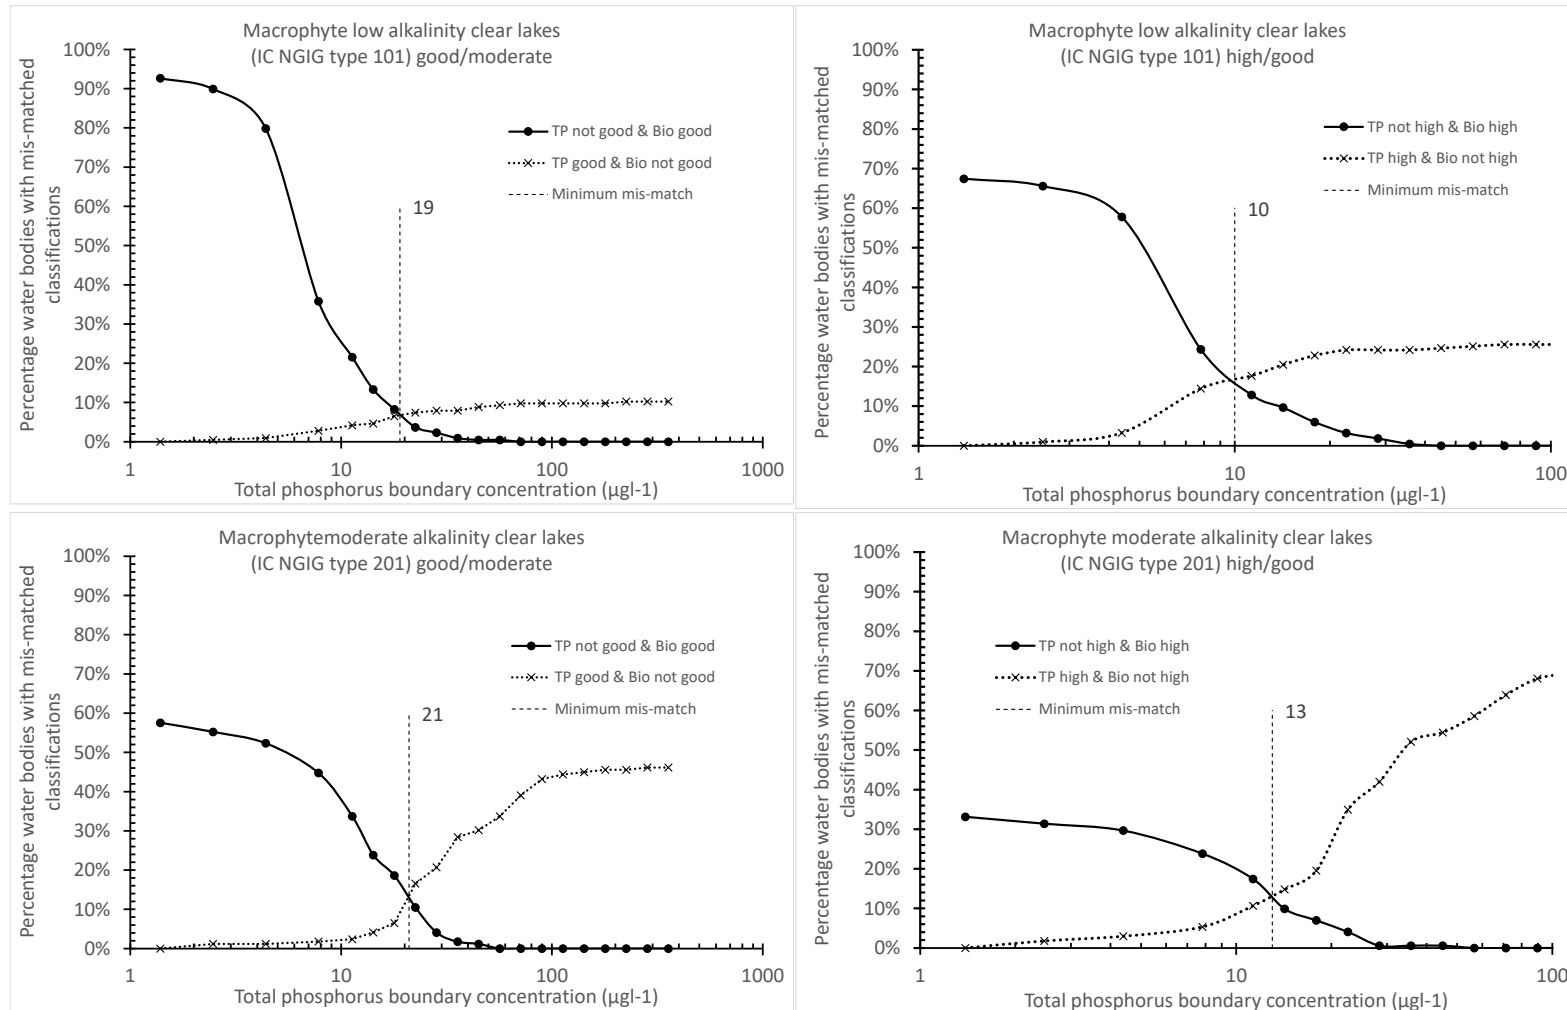 Macrophyte low alkalinity clear lakes
(IC NGIG type 101) good/moderate
Percentage water bodies with mis-matched
classifications
100%
90%
80%
70%
60%
50%
40%
30%
20%
10%
0%
TP not good & Bio good
TP good & Bio not good
Minimum mis-match
19
1
10
100
1000
Total phosphorus boundary concentration (µgl-1)
Macrophyte low alkalinity clear lakes
(IC NGIG type 101) high/good
Percentage water bodies with mis-matched
classifications
100%
90%
80%
70%
60%
50%
40%
30%
20%
10%
0%
TP not high & Bio high
TP high & Bio not high
Minimum mis-match
10
1
10
100
Total phosphorus boundary concentration (µgl-1)
Macrophytemoderate alkalinity clear lakes
(IC NGIG type 201) good/moderate
Percentage water bodies with mis-matched
classifications
100%
90%
80%
70%
60%
50%
40%
30%
20%
10%
0%
TP not good & Bio good
TP good & Bio not good
Minimum mis-match
21
1
10
100
1000
Total phosphorus boundary concentration (µgl-1)
Macrophyte moderate alkalinity clear lakes
(IC NGIG type 201) high/good
Percentage water bodies with mis-matched
classifications
100%
90%
80%
70%
60%
50%
40%
30%
20%
10%
0%
TP not high & Bio high
TP high & Bio not high
Minimum mis-match
13
1
10
100
Total phosphorus boundary concentration (µgl-1)